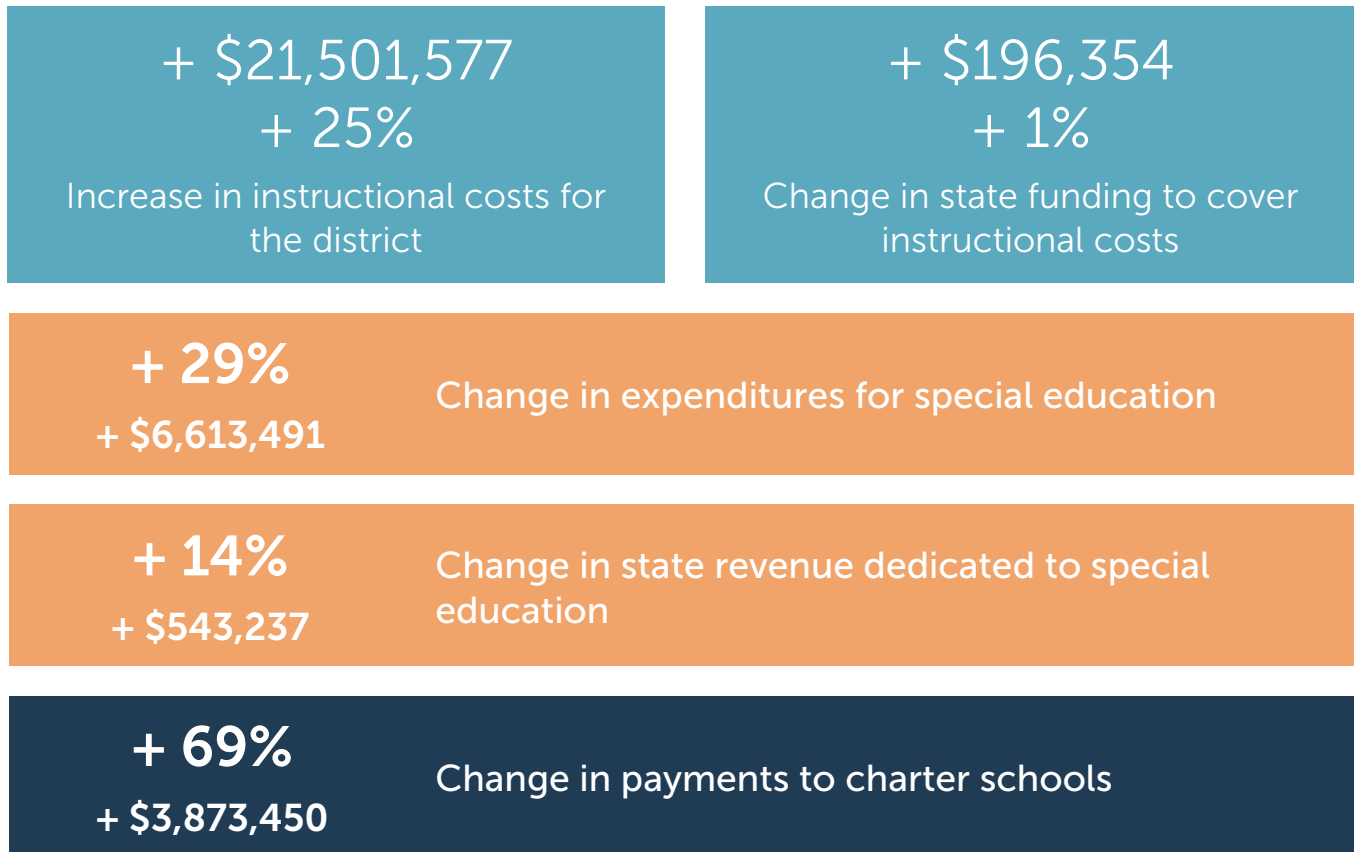 + $21,501,577
+ 25%
Increase in instructional costs for
the district
+ $196,354
+ 1%
Change in state funding to cover
instructional costs
+ 29%
+ $6,613,491
Change in expenditures for special education
+ 14%
+ $543,237
Change in state revenue dedicated to special
education
+ 69%
+ $3,873,450
Change in payments to charter schools